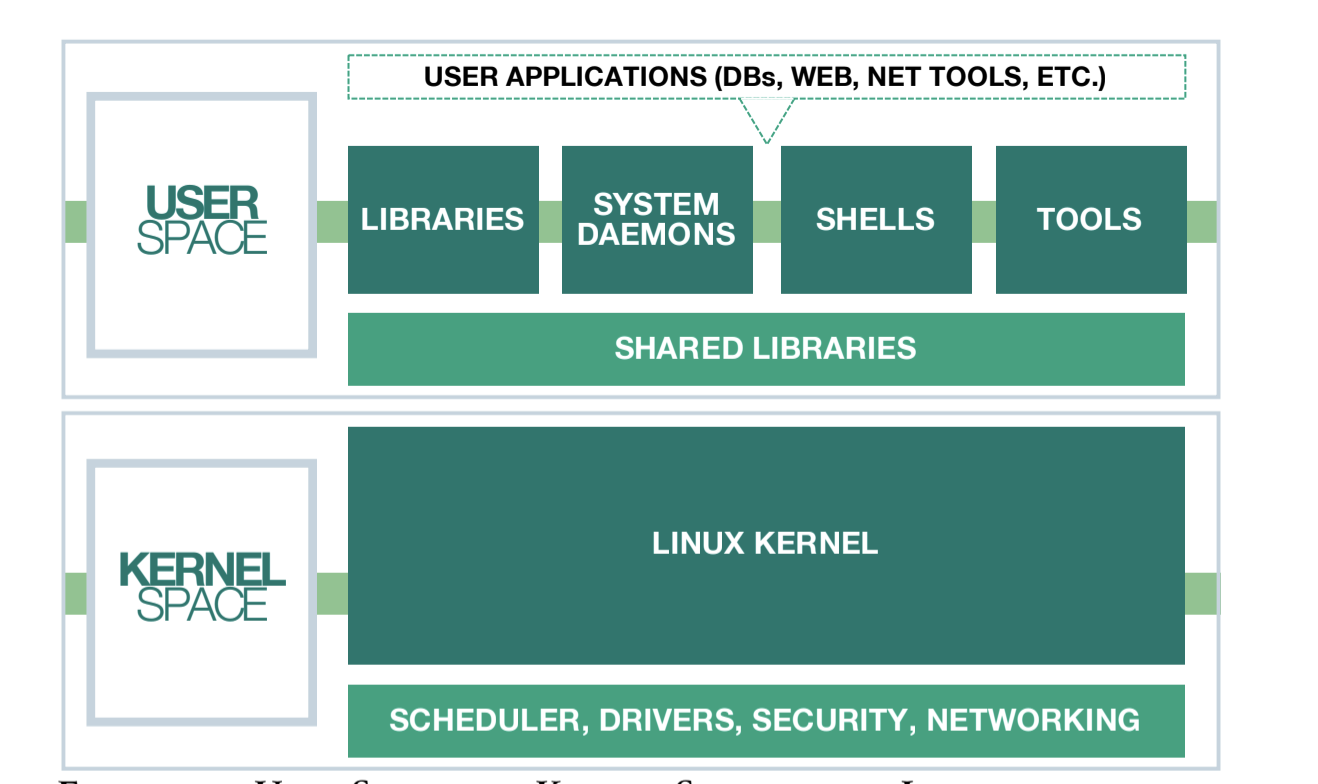 USER APPLICATIONS (DBs, WEB, NET TOOLS, ETC.)
USER
SPACE
LIBRARIES
SYSTEM
DAEMONS
SHELLS
TOOLS
SHARED LIBRARIES
KERNEL
SPACE
LINUX KERNEL
SCHEDULER, DRIVERS, SECURITY, NETWORKING